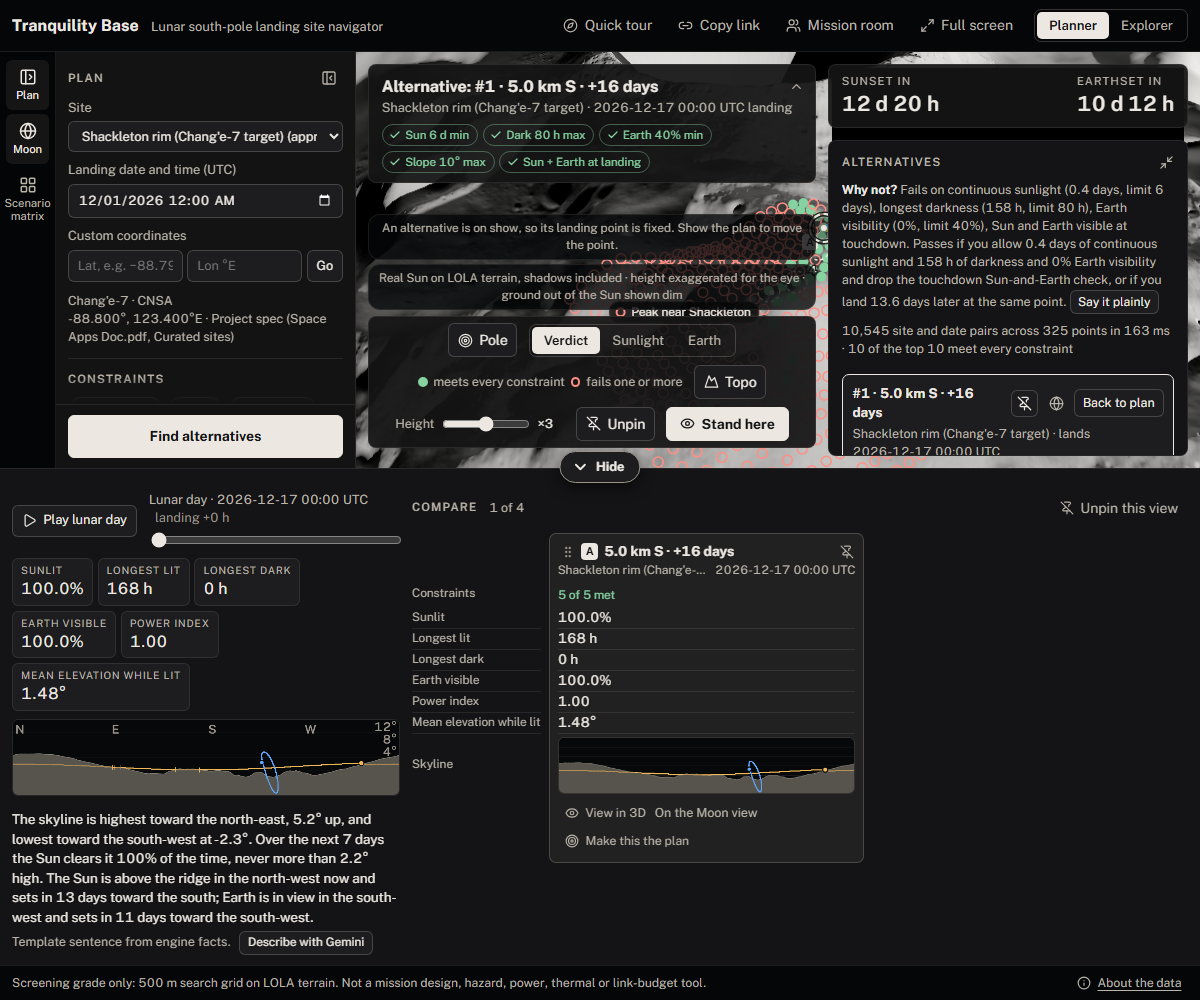 Tranquility Base
Lunar south-pole landing site navigator
Quick tour
Copy link
Mission room
Full screen
Planner
Explorer
Plan
Moon
Scenario
matrix
PLAN
Site
Shackleton rim (Chang'e-7 target) (appr
Landing date and time (UTC)
12/01/2026 12:00 AM
Custom coordinates
Lat, e.g. -88.79
Lon °E
Go
Chang'e-7 · CNSA
-88.800°, 123.400°E · Project spec (Space
Apps Doc.pdf, Curated sites)
CONSTRAINTS
Find alternatives
Alternative: #1 · 5.0 km S · +16 days
Shackleton rim (Chang'e-7 target) · 2026-12-17 00:00 UTC landing
Sun 6 d min
Dark 80 h max
Earth 40% min
Slope 10° max
Sun + Earth at landing
An alternative is on show, so its landing point is fixed. Show the plan to move
the point.
Real Sun on LOLA terrain, shadows included · height exaggerated for the eye ·
ground out of the Sun shown dim
Peak near Shackleton
Pole
Verdict
Sunlight
Earth
meets every constraint
fails one or more
Topo
Height
×3
Unpin
Stand here
Hide
SUNSET IN
12 d 20 h
EARTHSET IN
10 d 12 h
ALTERNATIVES
Why not? Fails on continuous sunlight (0.4 days, limit 6
days), longest darkness (158 h, limit 80 h), Earth
visibility (0%, limit 40%), Sun and Earth visible at
touchdown. Passes if you allow 0.4 days of continuous
sunlight and 158 h of darkness and 0% Earth visibility
and drop the touchdown Sun-and-Earth check, or if you
land 13.6 days later at the same point.
Say it plainly
10,545 site and date pairs across 325 points in 163 ms
· 10 of the top 10 meet every constraint
#1 · 5.0 km S · +16
days
Back to plan
Shackleton rim (Chang'e-7 target) · lands
2026-12-17 00:00 UTC
Play lunar day
Lunar day · 2026-12-17 00:00 UTC
landing +0 h
SUNLIT
100.0%
LONGEST LIT
168 h
LONGEST DARK
0 h
EARTH VISIBLE
100.0%
POWER INDEX
1.00
MEAN ELEVATION WHILE LIT
1.48°
N
E
S
W
12°
8°
4°
The skyline is highest toward the north-east, 5.2° up, and
lowest toward the south-west at -2.3°. Over the next 7 days
the Sun clears it 100% of the time, never more than 2.2°
high. The Sun is above the ridge in the north-west now and
sets in 13 days toward the south; Earth is in view in the south-
west and sets in 11 days toward the south-west.
Template sentence from engine facts.
Describe with Gemini
COMPARE
1 of 4
Unpin this view
A
5.0 km S · +16 days
Shackleton rim (Chang'e-...
2026-12-17 00:00 UTC
Constraints
5 of 5 met
Sunlit
100.0%
Longest lit
168 h
Longest dark
0 h
Earth visible
100.0%
Power index
1.00
Mean elevation while lit
1.48°
Skyline
View in 3D
On the Moon view
Make this the plan
Screening grade only: 500 m search grid on LOLA terrain. Not a mission design, hazard, power, thermal or link-budget tool.
About the data